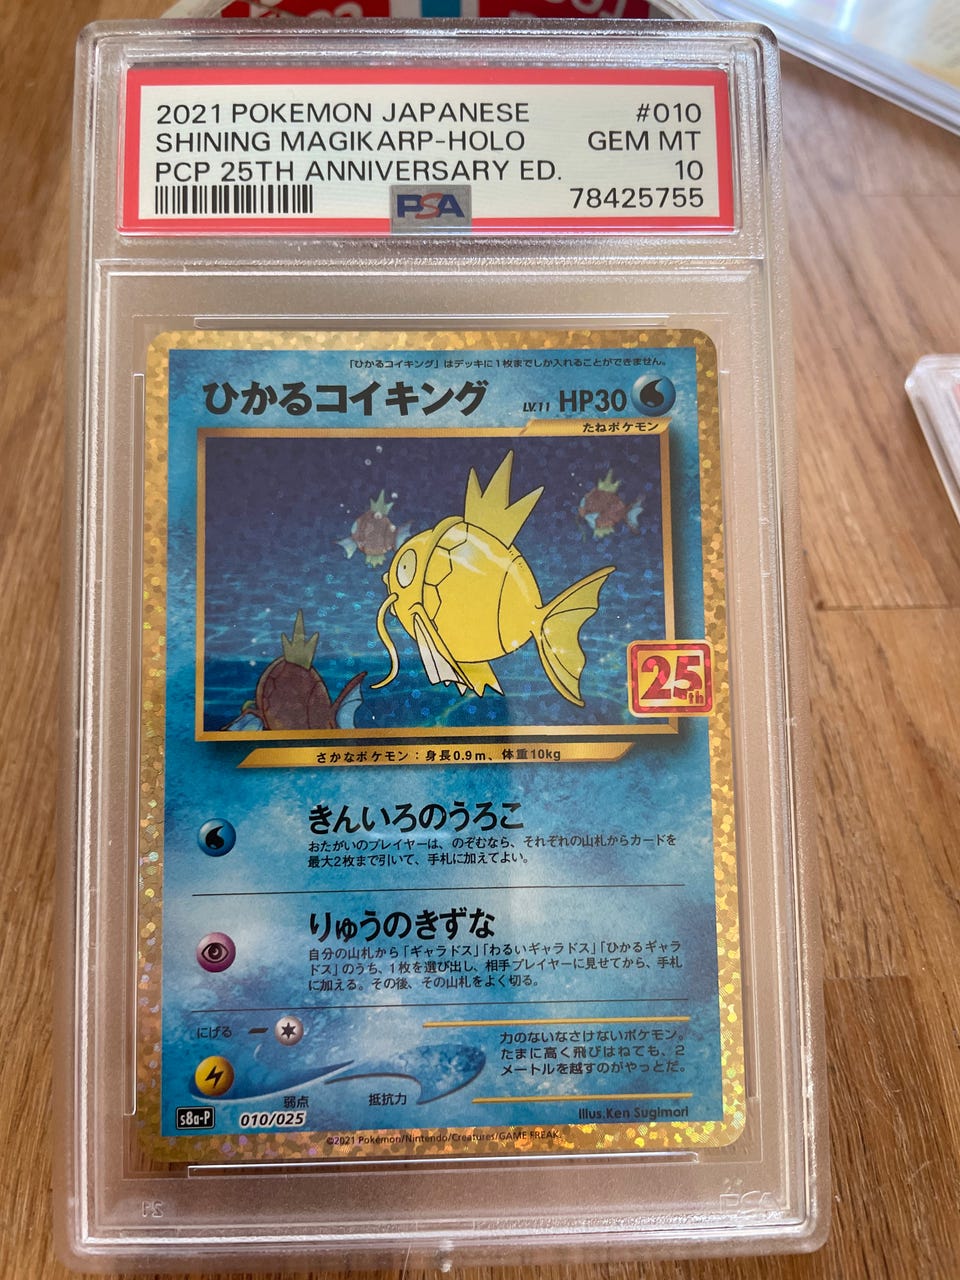 2021 POKEMON JAPANESE #010
SHINING MAGIKARP-HOLO GEM MT
PCP 25TH ANNIVERSARY ED. 10
PSA 78425755
「ひかるコイキング」はデッキに1枚までしか入れることができません。
ひかるコイキング LV.11 HP30
たねポケモン
25th
さかなポケモン：身長0.9m、体重10kg
きんいろのうろこ
おたがいのプレイヤーは、のぞむなら、それぞれの山札からカードを
最大2枚まで引いて、手札に加えてよい。
りゅうのきずな
自分の山札から「ギャラドス」「わるいギャラドス」「ひかるギャラ
ドス」のうち、1枚を選び出し、相手プレイヤーに見せてから、手札
に加える。その後、その山札をよく切る。
にげる
力のないなさけないポケモン。
たまに高く飛びはねても、2
メートルを越すのがやっとだ。
弱点 抵抗力
s8a-P 010/025 Illus.Ken Sugimori
©2021 Pokémon/Nintendo/Creatures/GAME FREAK.
PSA